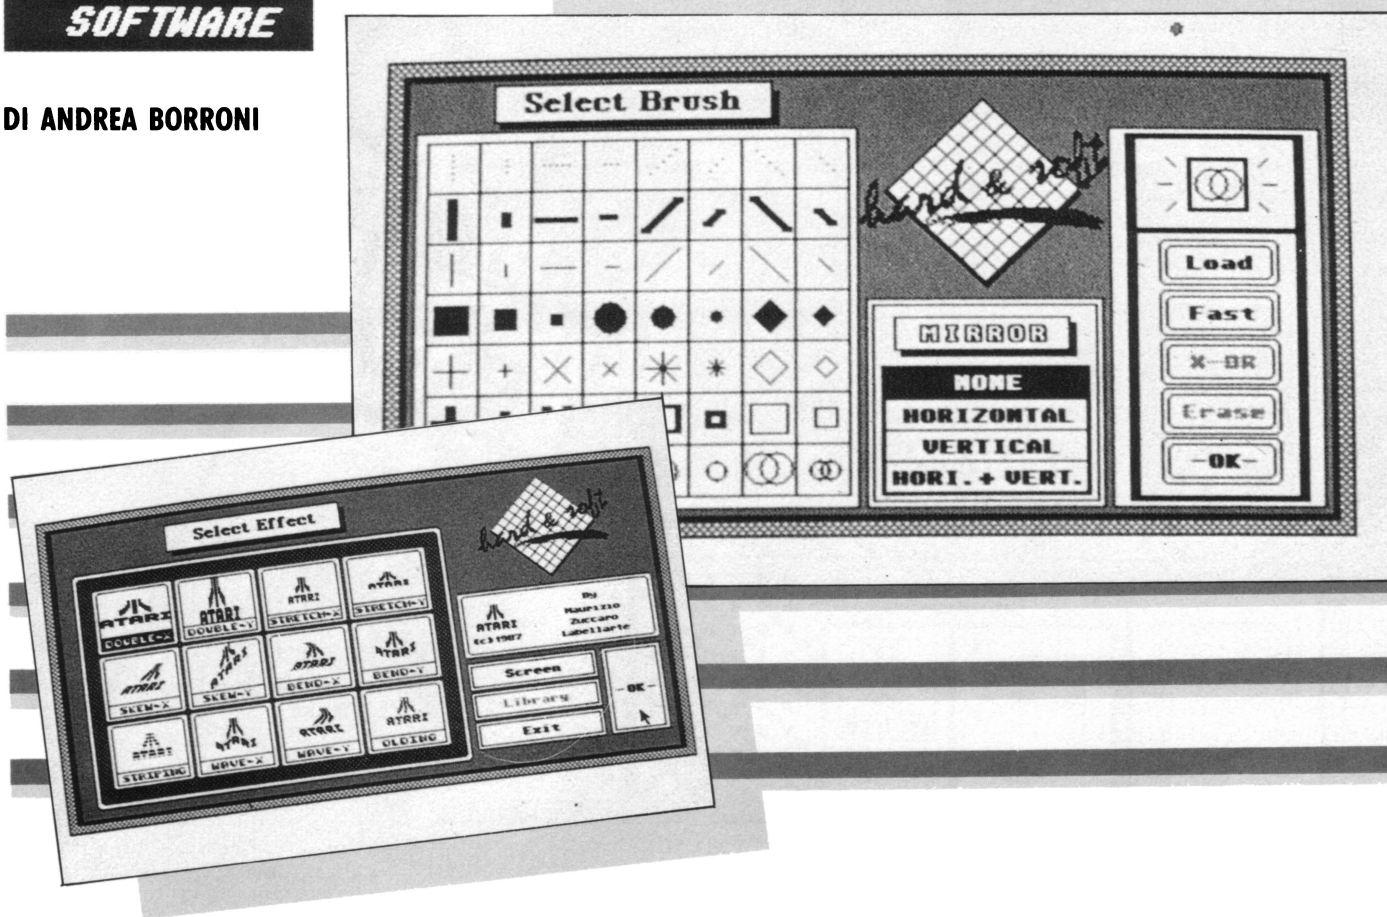 SOFTWARE
DI ANDREA BORRONI
Select Brush
hard & soft
Load
Fast
X-OR
Erase
-OK-
MIRROR
NONE
HORIZONTAL
VERTICAL
HORI. + VERT.
Select Effect
hard & soft
ATARI
DOUBLE-X
ATARI
DOUBLE-Y
ATARI
STRETCH-X
ATARI
STRETCH-Y
ATARI
SKEW-X
ATARI
SKEW-Y
ATARI
BEND-X
ATARI
BEND-Y
ATARI
STRIPING
ATARI
WAVE-X
ATARI
WAVE-Y
ATARI
OLDING
ATARI
(c) 1987
By
Maurizio
Zuccaro
Labellarte
Screen
Library
Exit
-OK-